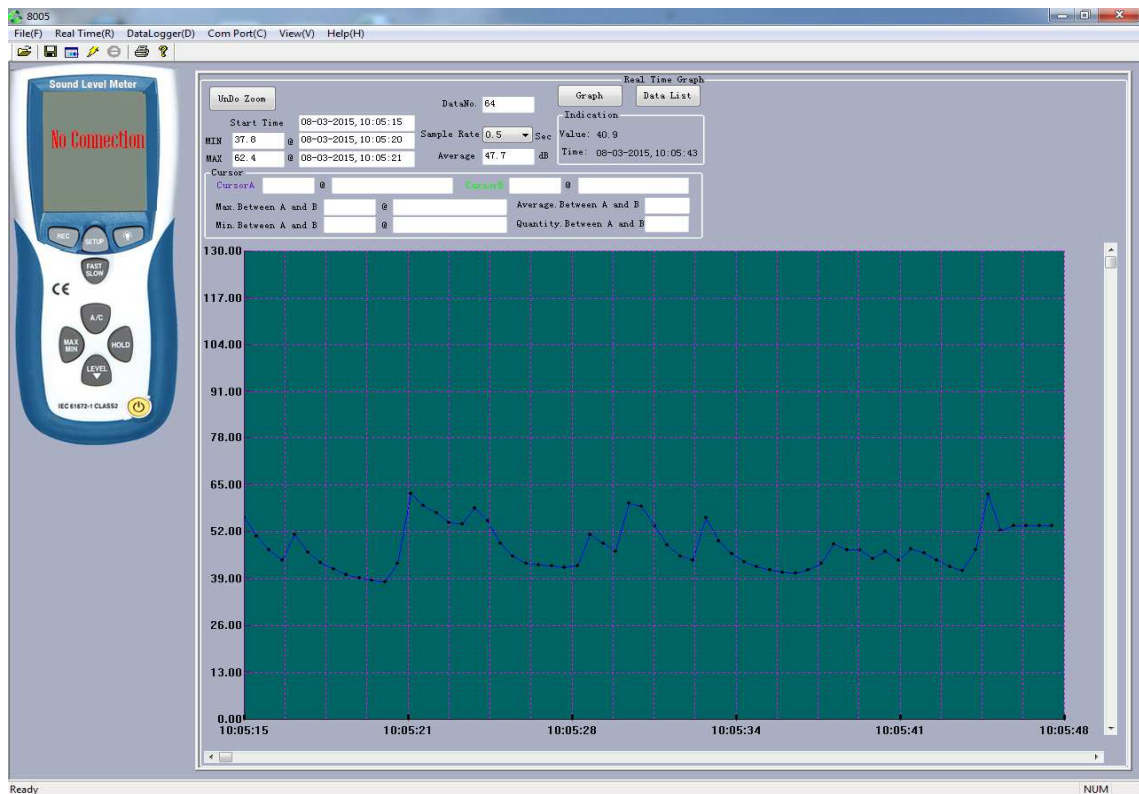 8005
File(F) Real Time(R) DataLogger(D) Com Port(C) View(V) Help(H)
Sound Level Meter
No Connection
REC SETUP
FAST
SLOW
CE
A/C
MAX
MIN
HOLD
LEVEL
IEC 61672-1 CLASS2
Real Time Graph
UnDo Zoom DataNo. 64 Graph Data List
Start Time 08-03-2015,10:05:15 Indication
MIN 37.8 @ 08-03-2015,10:05:20 Sample Rate 0.5 Sec Value: 40.9
MAX 62.4 @ 08-03-2015,10:05:21 Average 47.7 dB Time: 08-03-2015,10:05:43
Cursor
CursorA @ CursorB @
Max.Between A and B @ Average.Between A and B
Min.Between A and B @ Quantity.Between A and B
130.00
117.00
104.00
91.00
78.00
65.00
52.00
39.00
26.00
13.00
0.00
10:05:15 10:05:21 10:05:28 10:05:34 10:05:41 10:05:48
Ready NUM